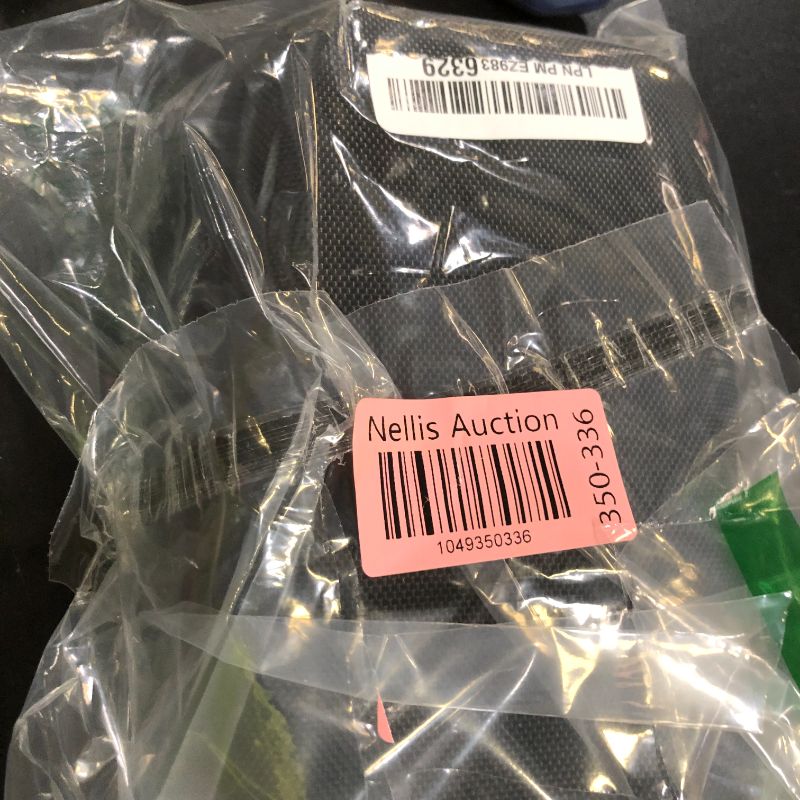 LPN PM EZ983 6329
Nellis Auction
1049350336
350-336